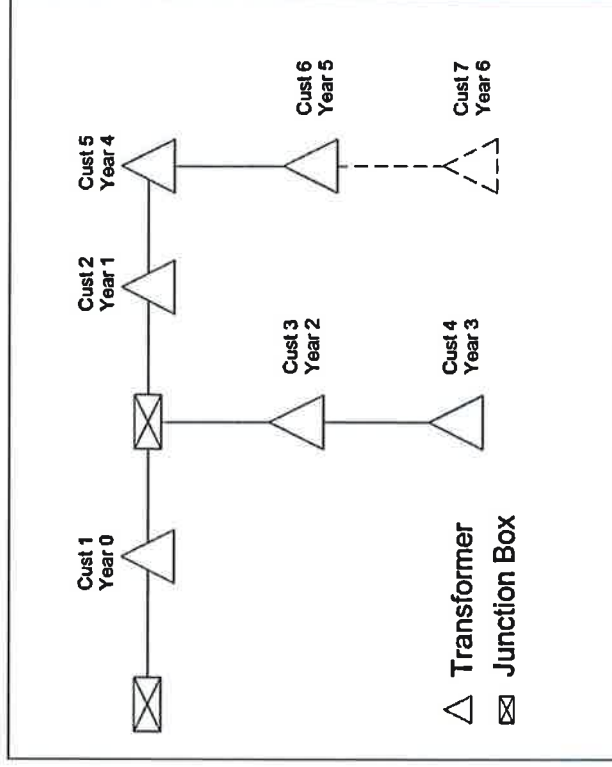 Cust 1
Year 0
Cust 2
Year 1
Cust 5
Year 4
Cust 3
Year 2
Cust 6
Year 5
Cust 4
Year 3
Cust 7
Year 6
Transformer
Junction Box